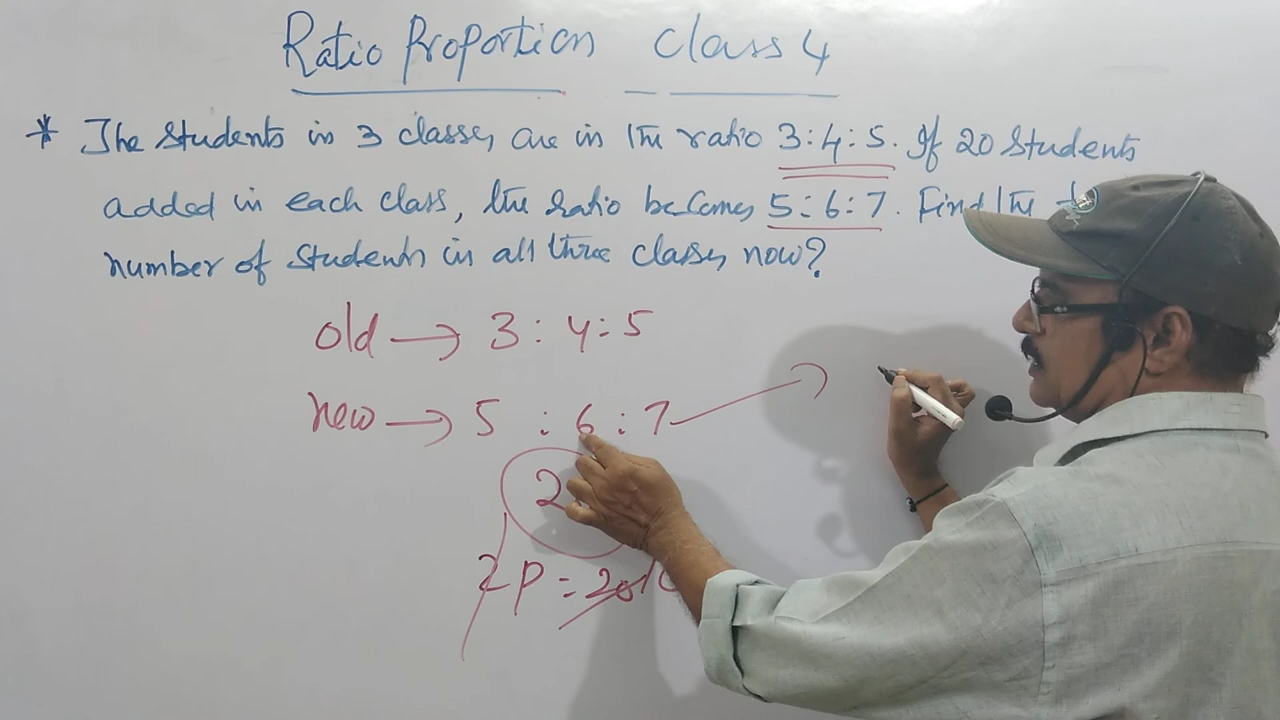 Ratio Proportion Class 4
* The Students in 3 classes are in the ratio 3:4:5. If 20 Students
added in each class, the ratio becomes 5:6:7. Find the
number of Students in all three classes now?
old → 3 : 4 : 5
new → 5 : 6 : 7
2
2 P = 20 10